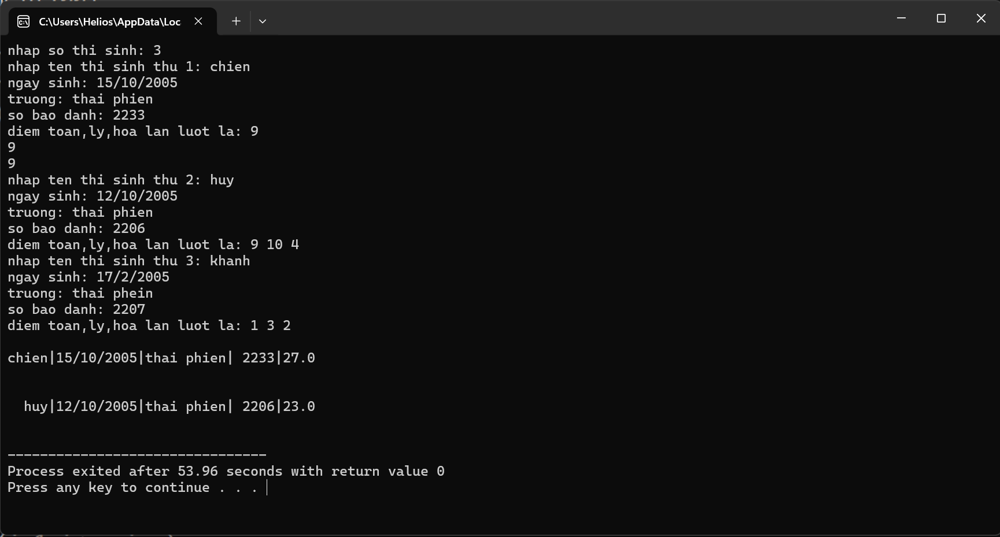 C:\Users\Helios\AppData\Loc
nhap so thi sinh: 3
nhap ten thi sinh thu 1: chien
ngay sinh: 15/10/2005
truong: thai phien
so bao danh: 2233
diem toan,ly,hoa lan luot la: 9
9
9
nhap ten thi sinh thu 2: huy
ngay sinh: 12/10/2005
truong: thai phien
so bao danh: 2206
diem toan,ly,hoa lan luot la: 9 10 4
nhap ten thi sinh thu 3: khanh
ngay sinh: 17/2/2005
truong: thai phein
so bao danh: 2207
diem toan,ly,hoa lan luot la: 1 3 2
chien|15/10/2005|thai phien| 2233|27.0
huy|12/10/2005|thai phien| 2206|23.0
--------------------------------
Process exited after 53.96 seconds with return value 0
Press any key to continue . . .